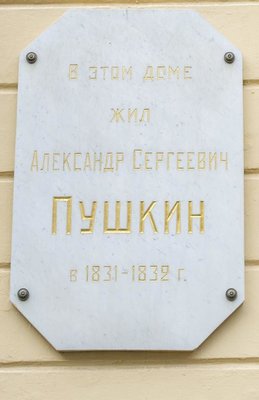 В ЭТОМ ДОМЕ
ЖИЛ
АЛЕКСАНДР СЕРГЕЕВИЧ
ПУШКИН
В 1831-1832 Г.